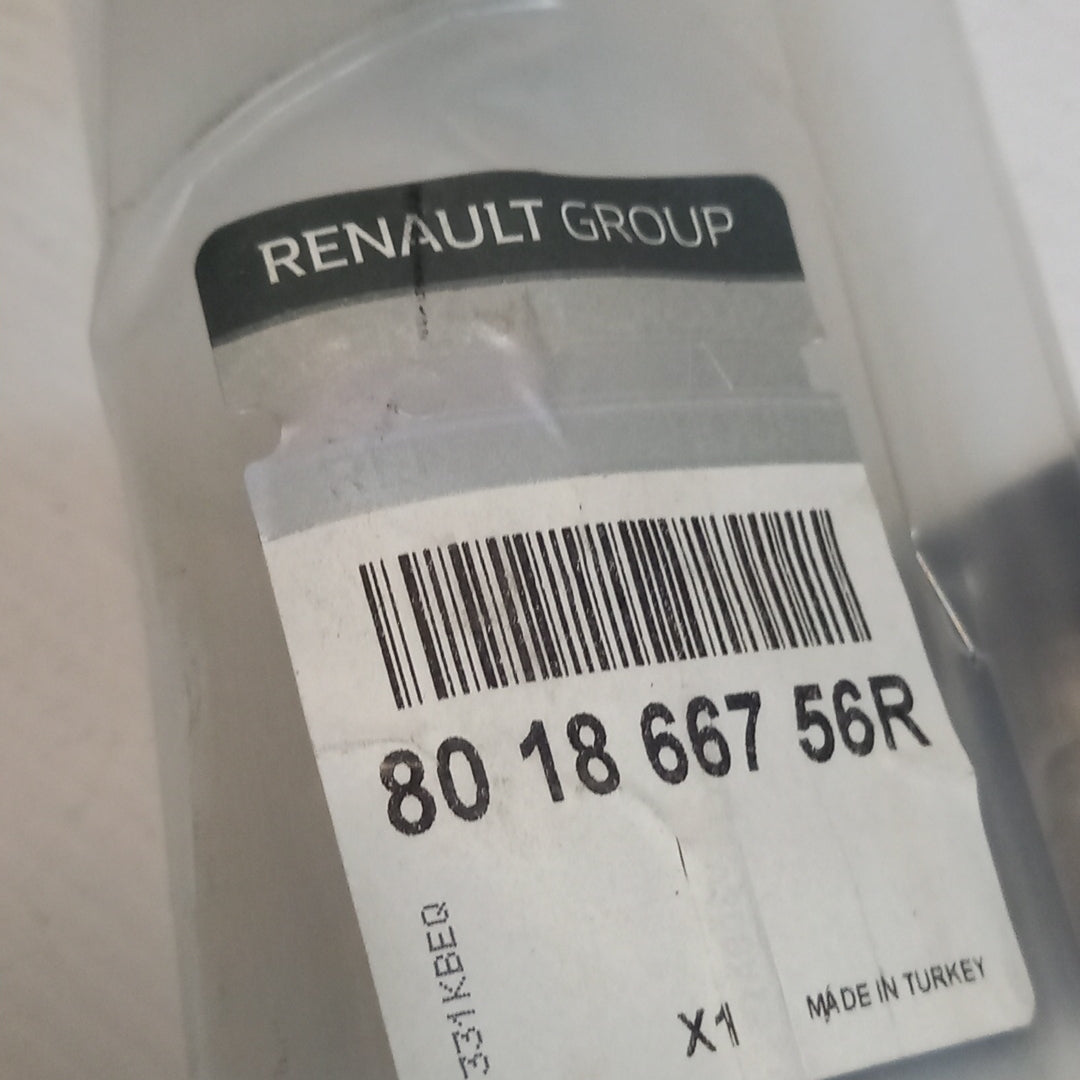 RENAULT GROUP
80 18 667 56R
331KBEQ
X1
MADE IN TURKEY